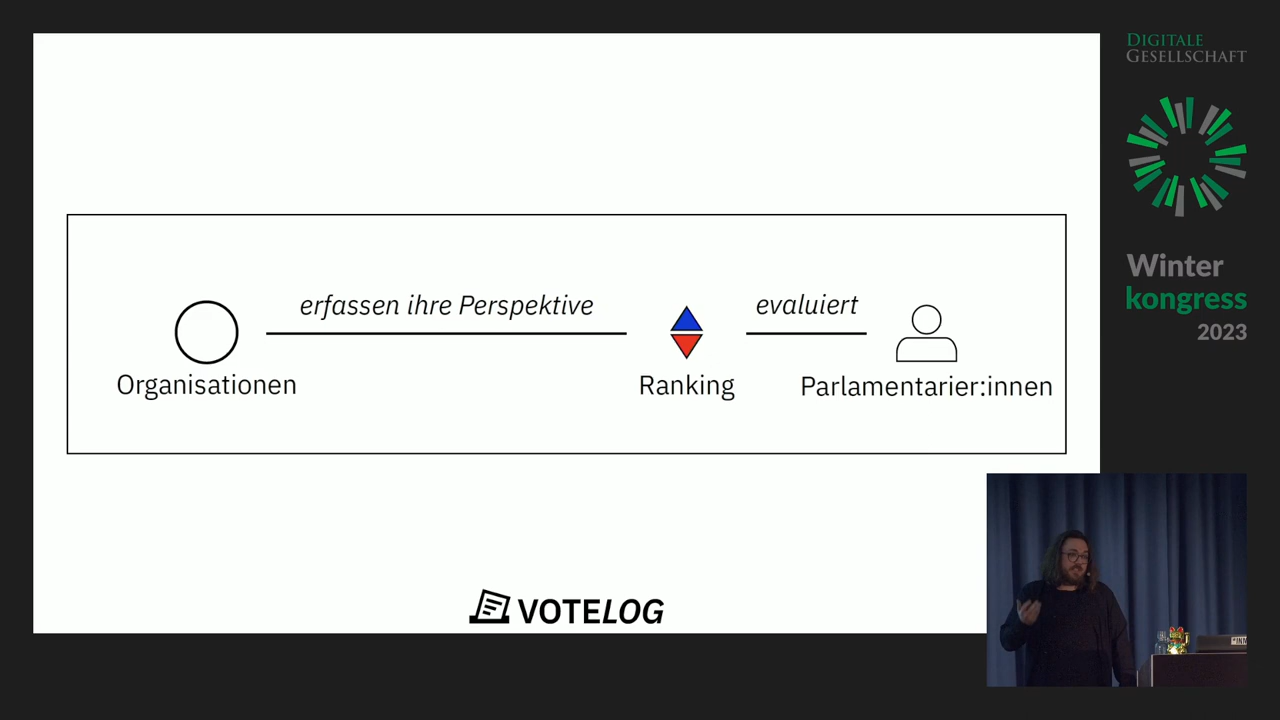 DIGITALE
GESELLSCHAFT
Winter
kongress
2023
erfassen ihre Perspektive
evaluiert
Organisationen
Ranking
Parlamentarier:innen
VOTELOG